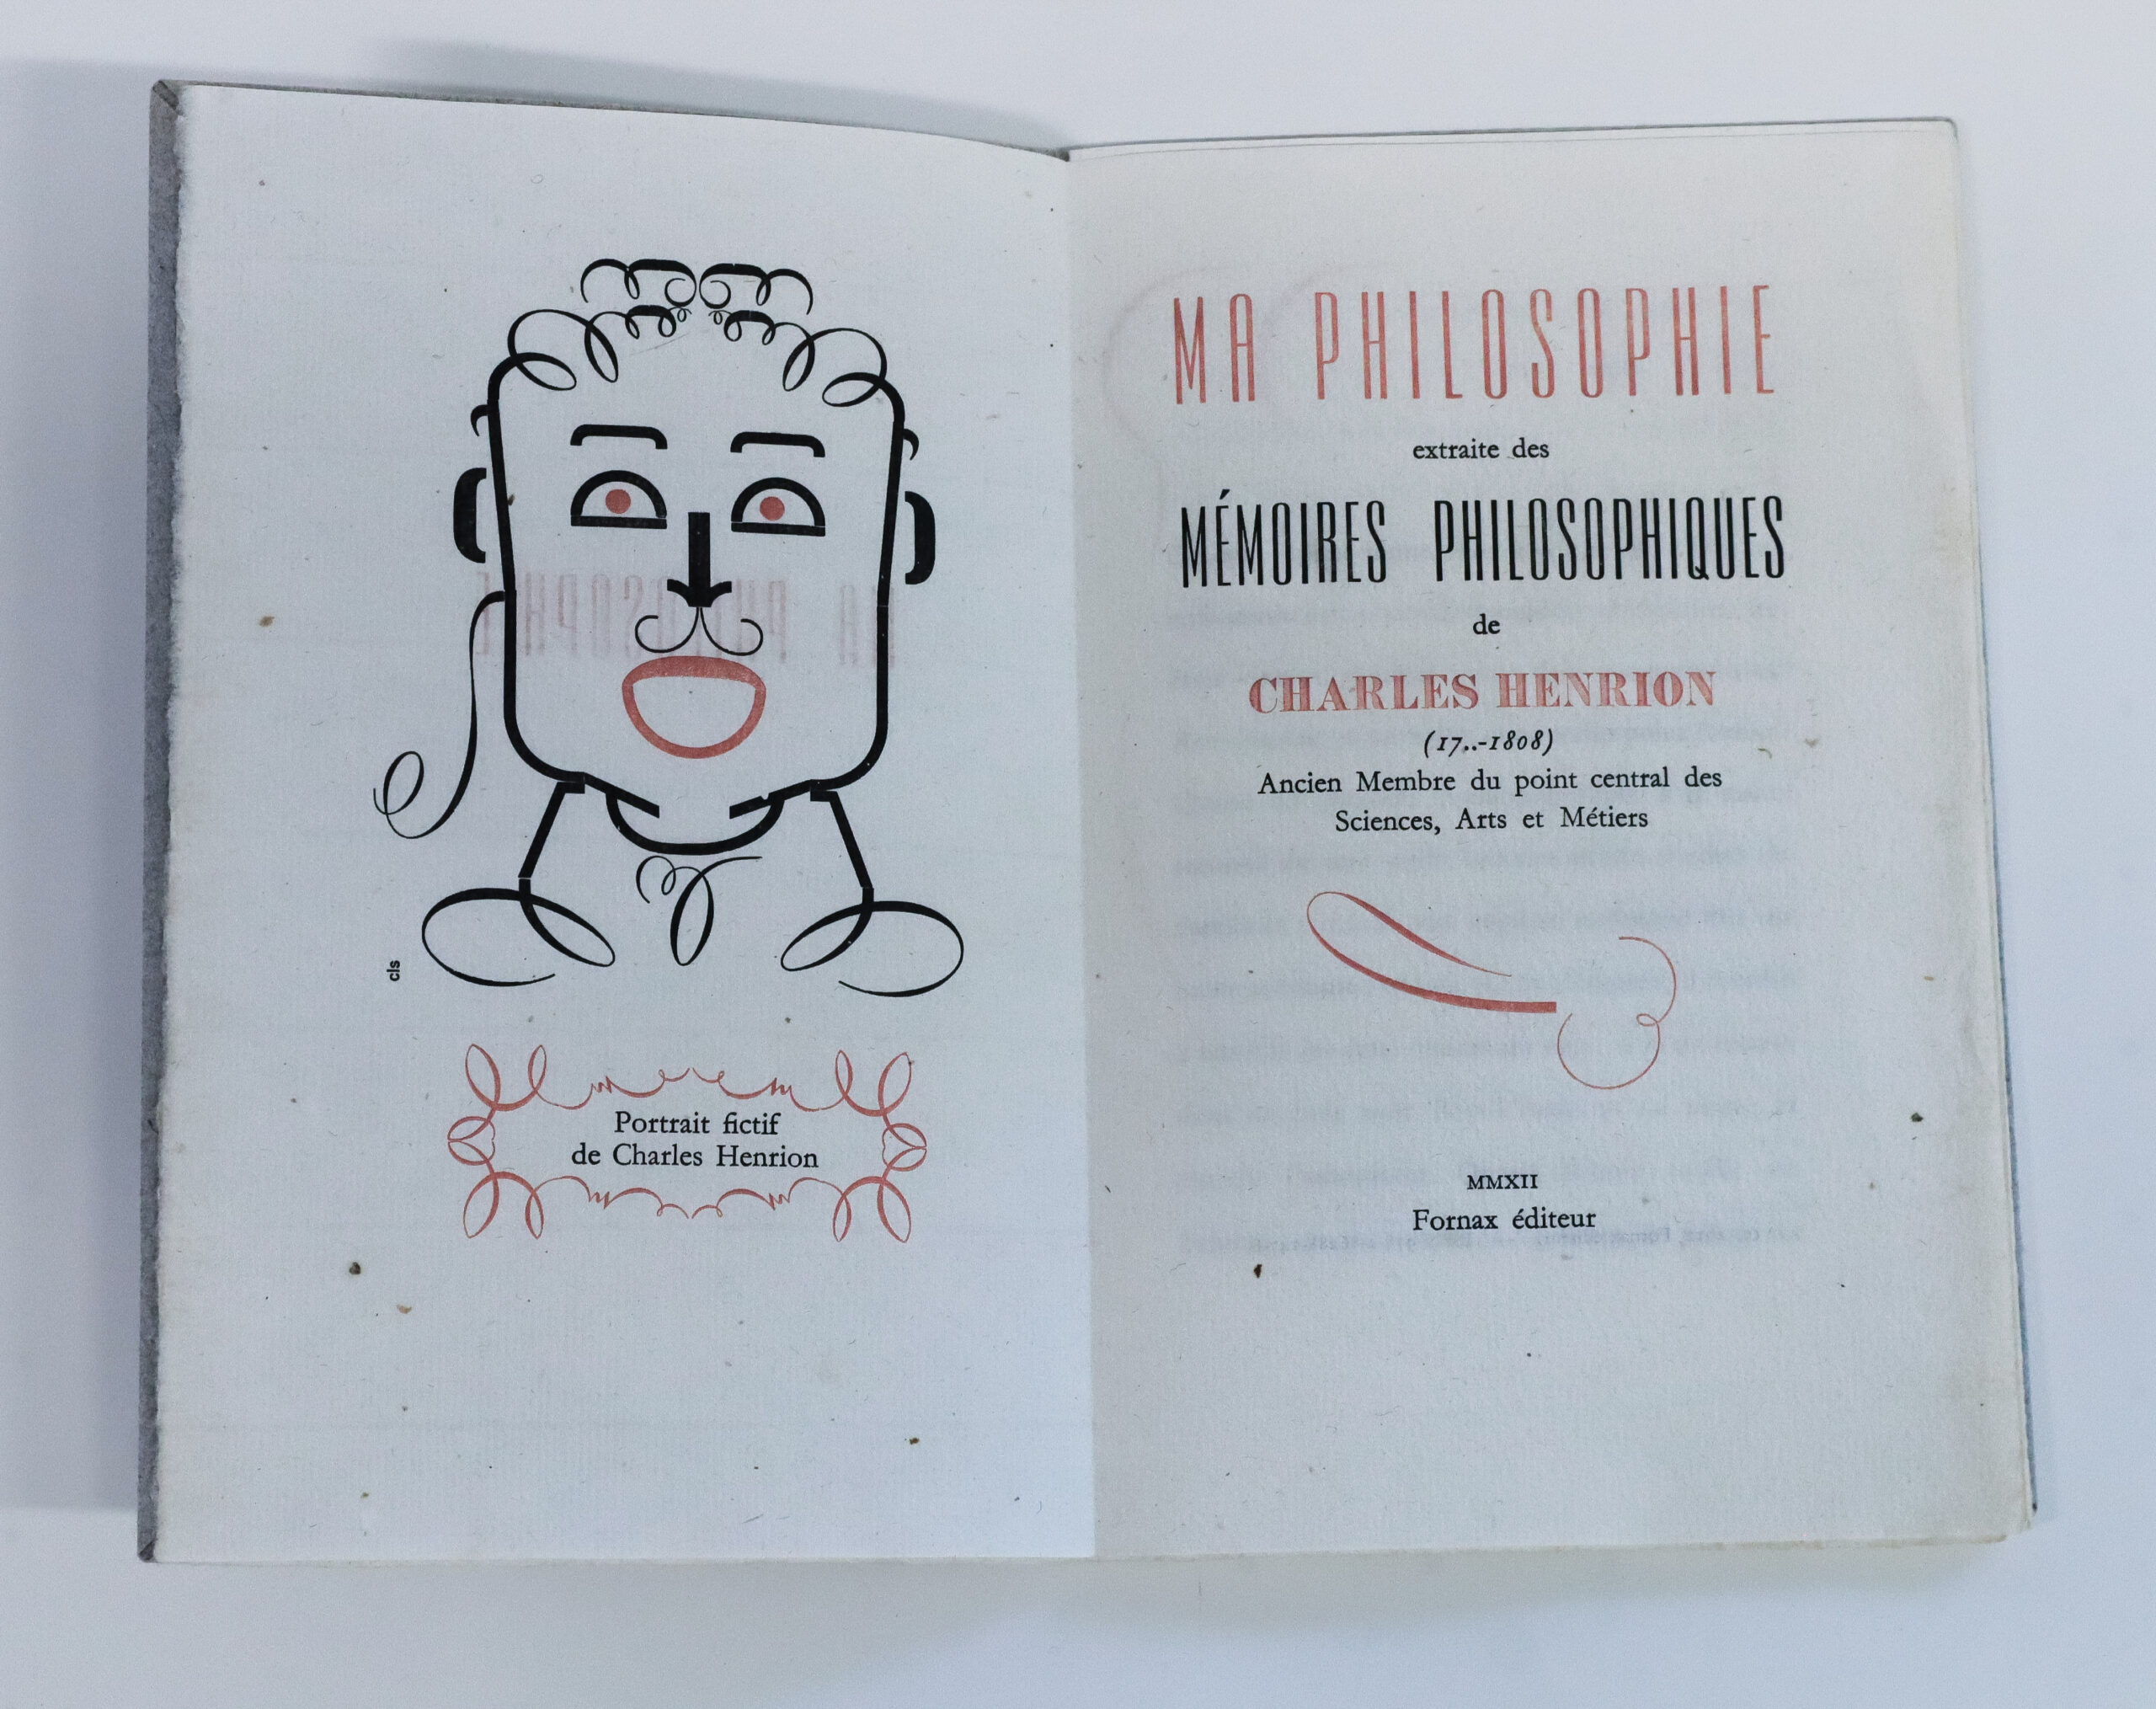 cls
Portrait fictif
de Charles Henrion
MA PHILOSOPHIE
extraite des
MÉMOIRES PHILOSOPHIQUES
de
CHARLES HENRION
(17..-1808)
Ancien Membre du point central des
Sciences, Arts et Métiers
MMXII
Fornax éditeur